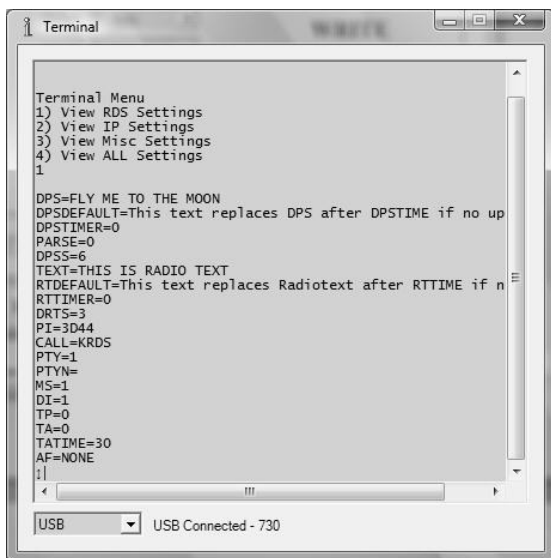 Terminal
WRITE
Terminal Menu
1) View RDS Settings
2) View IP Settings
3) View Misc Settings
4) View ALL Settings
1
DPS=FLY ME TO THE MOON
DPSDEFAULT=This text replaces DPS after DPSTIME if no up
DPSTIMER=0
PARSE=0
DPSS=6
TEXT=THIS IS RADIO TEXT
RTDEFAULT=This text replaces Radiotext after RTTIME if n
RTTIMER=0
DRTS=3
PI=3D44
CALL=KRDS
PTY=1
PTYN=
MS=1
DI=1
TP=0
TA=0
TATIME=30
AF=NONE
USB
USB Connected - 730